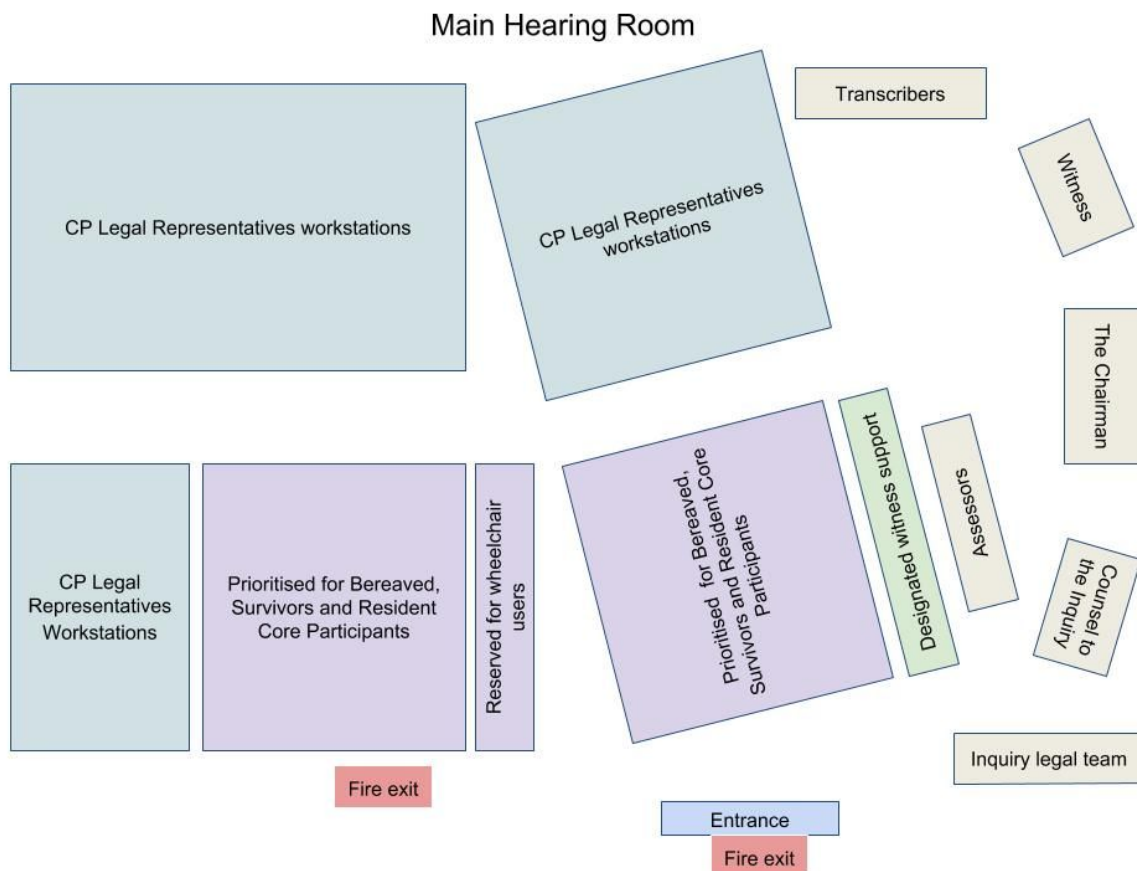 Main Hearing Room
Transcribers
CP Legal Representatives workstations
CP Legal Representatives
workstations
Witness
The Chairman
CP Legal
Representatives
Workstations
Prioritised for Bereaved,
Survivors and Resident
Core Participants
Reserved for wheelchair
users
Prioritised for Bereaved,
Survivors and Resident Core
Participants
Designated witness support
Assessors
Counsel to
the Inquiry
Inquiry legal team
Fire exit
Entrance
Fire exit